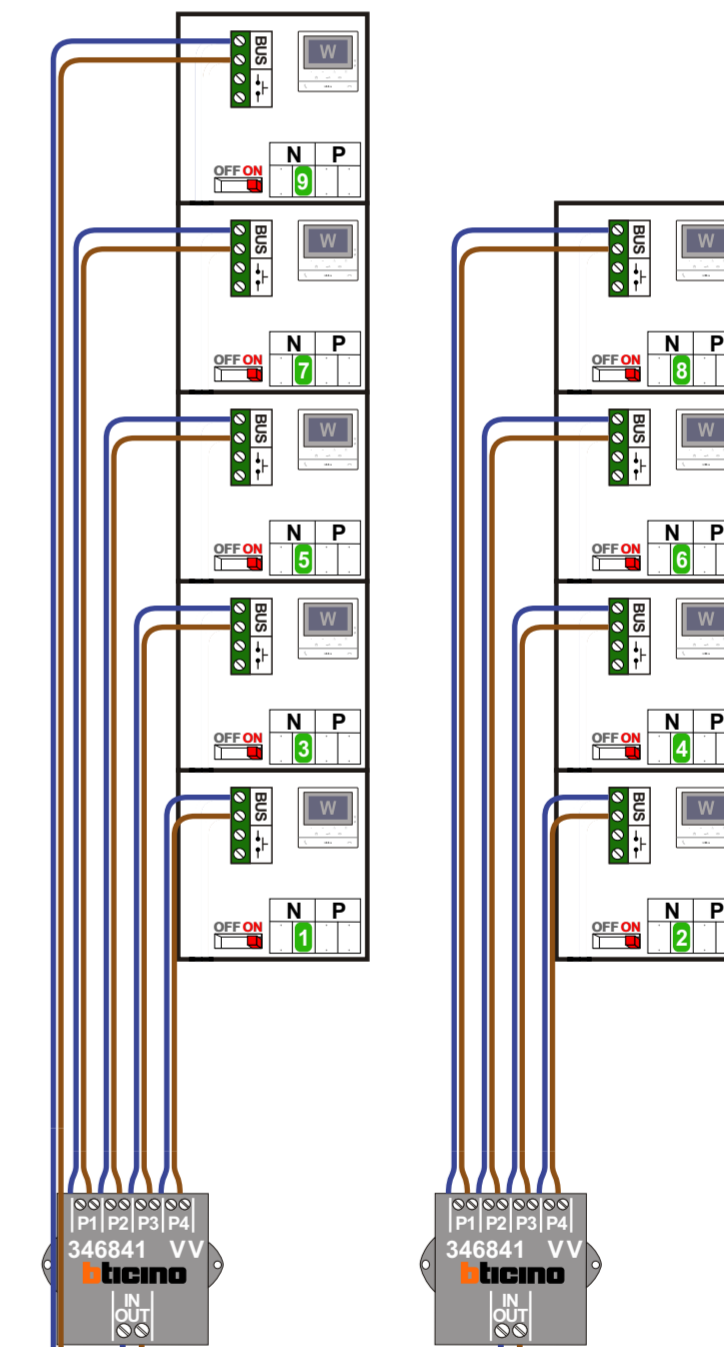 BUS
W
N P
OFF ON
9
BUS
W
N P
OFF ON
7
BUS
W
N P
OFF ON
5
BUS
W
N P
OFF ON
3
BUS
W
N P
OFF ON
1
P1 P2 P3 P4
346841 VV
bticino
IN
OUT
BUS
W
N P
OFF ON
8
BUS
W
N P
OFF ON
6
BUS
W
N P
OFF ON
4
BUS
W
N P
OFF ON
2
P1 P2 P3 P4
346841 VV
bticino
IN
OUT